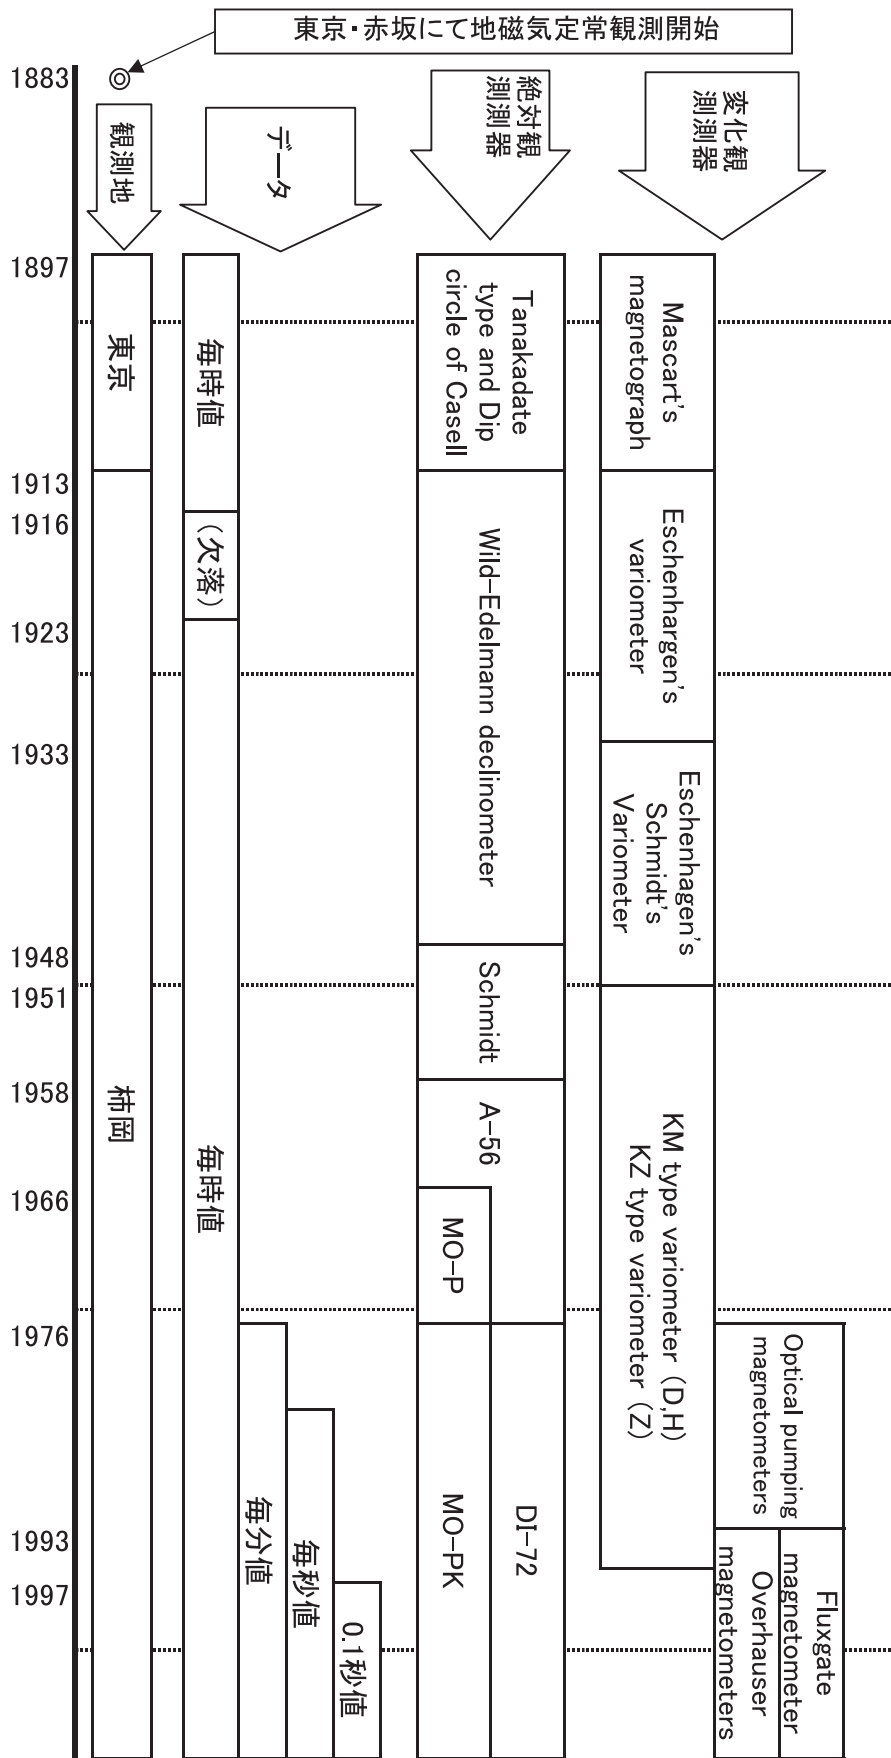 東京・赤坂にて地磁気定常観測開始
1883
観測地
データ
絶対観
測測器
変化観
測測器
1897
1913
1916
1923
1933
1948
1951
1958
1966
1976
1993
1997
東京
柿岡
毎時値
(欠落)
毎時値
毎分値
毎秒値
0.1秒値
Tanakadate
type and Dip
circle of Casell
Wild-Edelmann declinometer
Schmidt
A-56
MO-P
MO-PK
DI-72
Mascart's
magnetograph
Eschenhargen's
variometer
Eschenhagen's
Schmidt's
Variometer
KM type variometer (D,H)
KZ type variometer (Z)
Optical pumping
magnetometers
Fluxgate
magnetometer
Overhauser
magnetometers